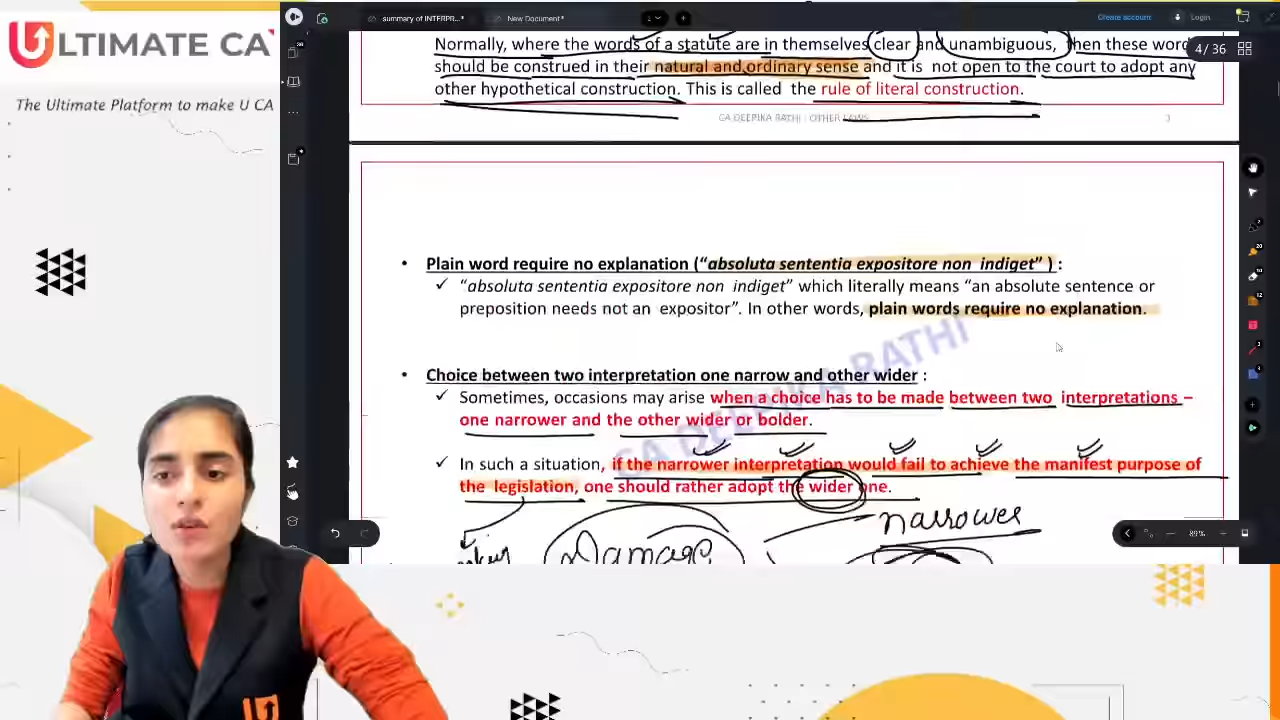 ULTIMATE CA
The Ultimate Platform to make U CA
summary of INTERPR...*
New Document*
Create account
Login
4 / 36
Normally, where the words of a statute are in themselves clear and unambiguous, then these word
should be construed in their natural and ordinary sense and it is not open to the court to adopt any
other hypothetical construction. This is called the rule of literal construction.
CA DEEPIKA RATHI : OTHER LAWS
3
• Plain word require no explanation ("absoluta sententia expositore non indiget" ) :
✓ "absoluta sententia expositore non indiget" which literally means "an absolute sentence or
preposition needs not an expositor". In other words, plain words require no explanation.
CA DEEPIKA RATHI
• Choice between two interpretation one narrow and other wider :
✓ Sometimes, occasions may arise when a choice has to be made between two interpretations –
one narrower and the other wider or bolder.
✓ In such a situation, if the narrower interpretation would fail to achieve the manifest purpose of
the legislation, one should rather adopt the wider one.
narrower
Damage
89%